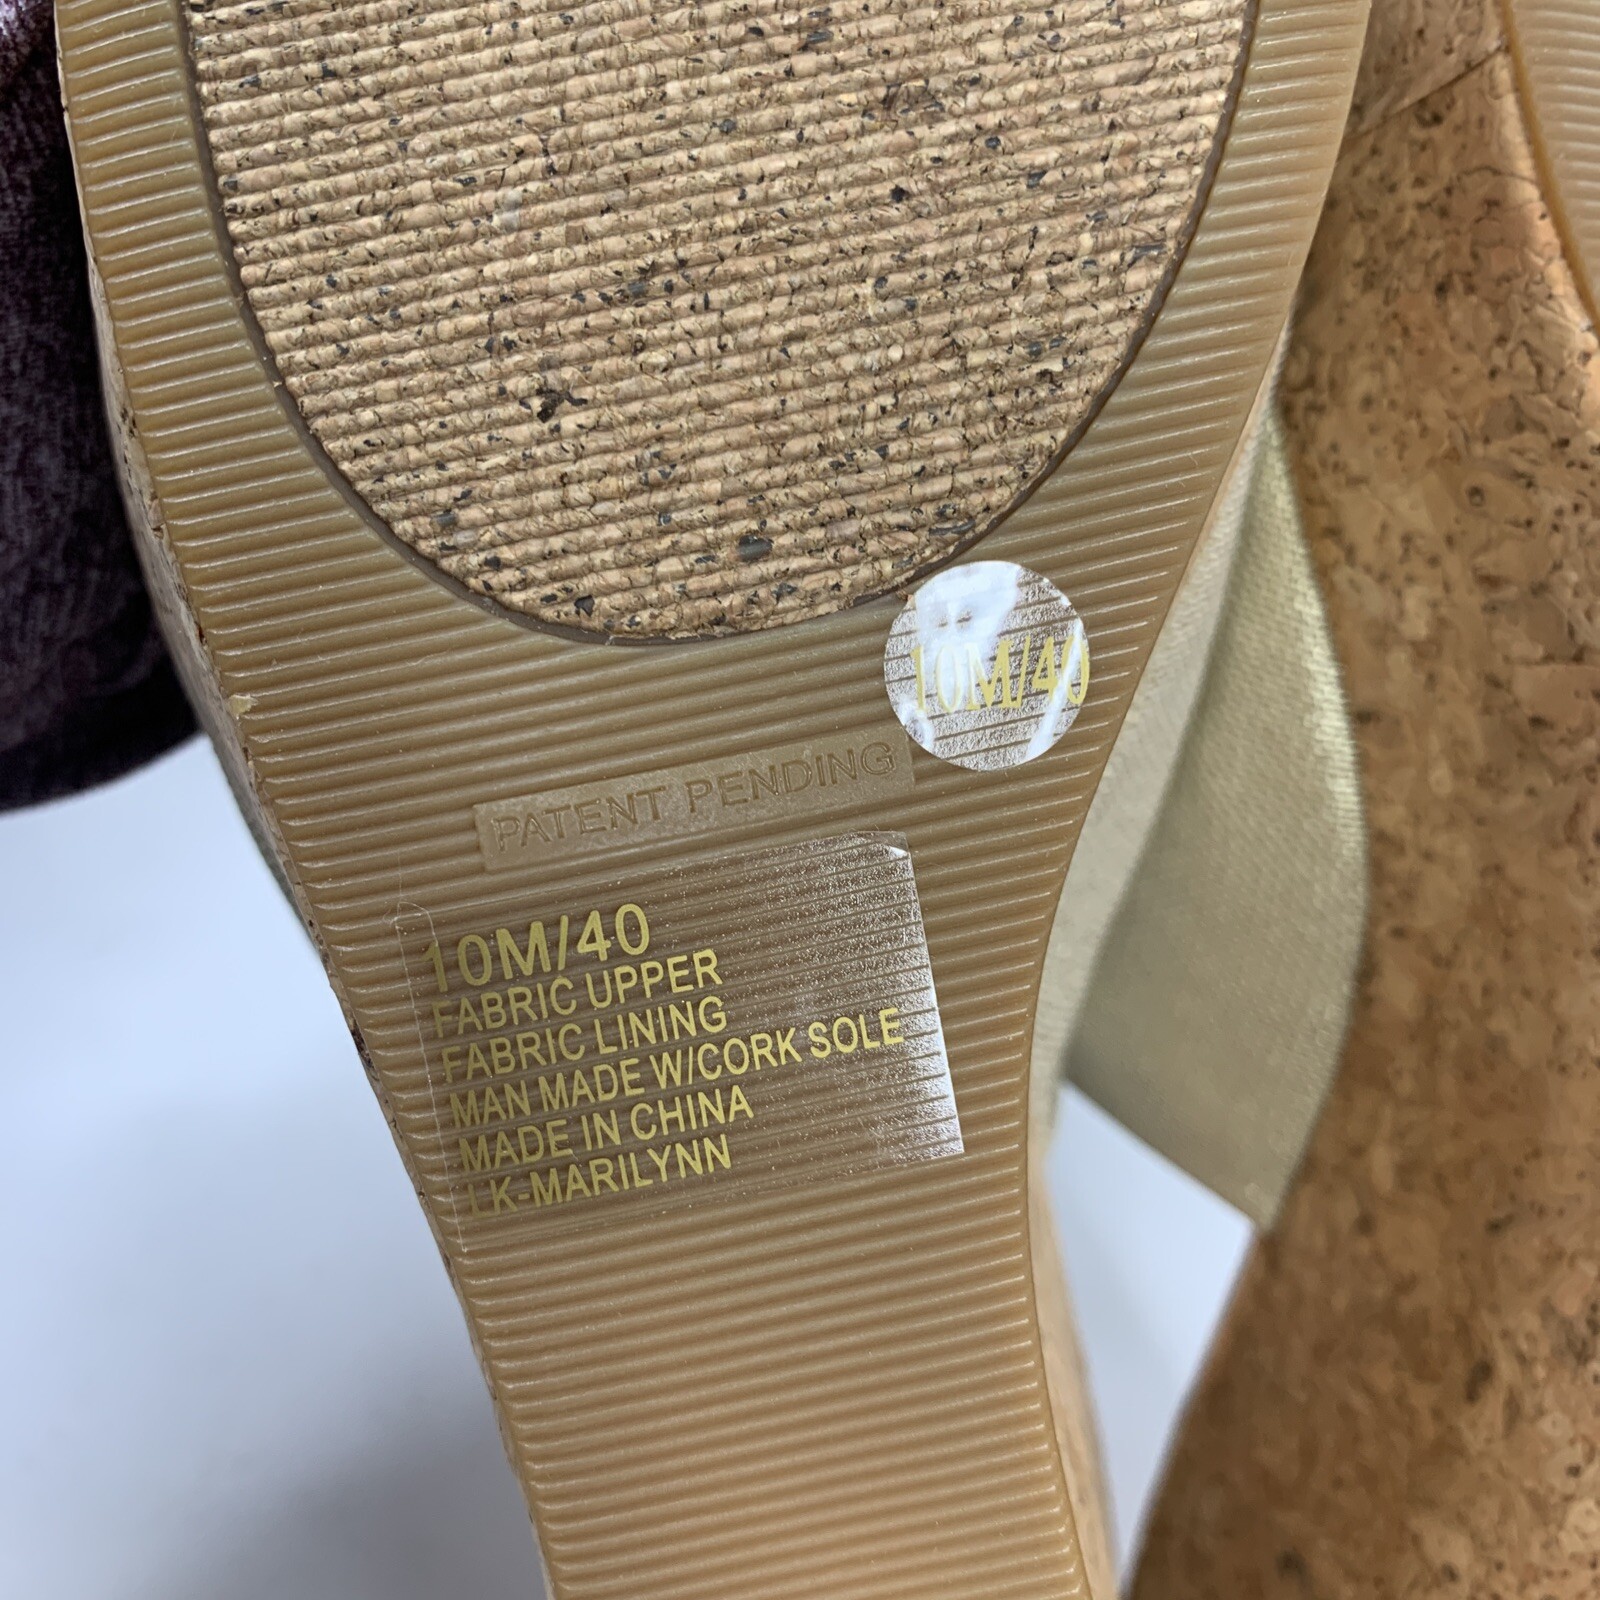 10M/40
PATENT PENDING
10M/40
FABRIC UPPER
FABRIC LINING
MAN MADE W/CORK SOLE
MADE IN CHINA
LK-MARILYNN